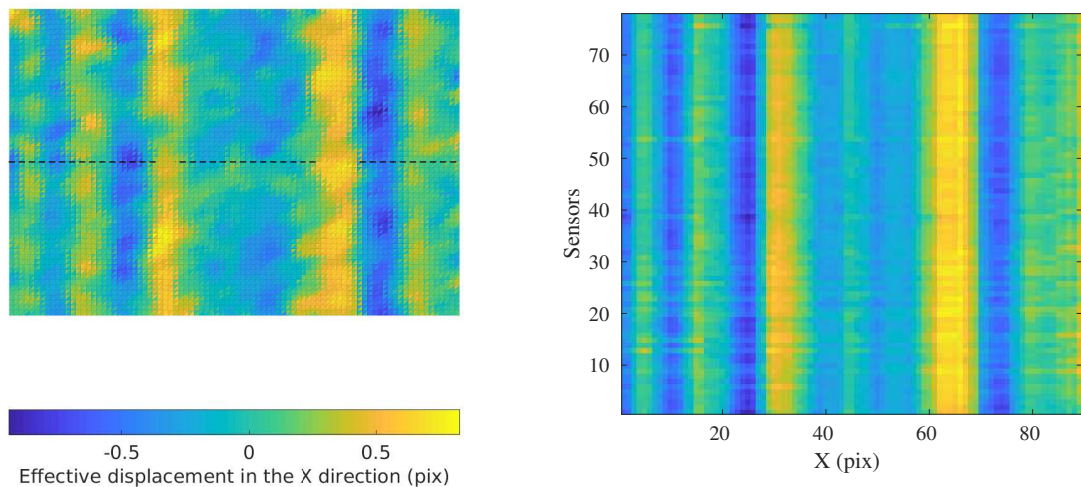 -0.5 0 0.5
Effective displacement in the X direction (pix)
70
60
50
40
30
20
10
Sensors
20 40 60 80
X (pix)